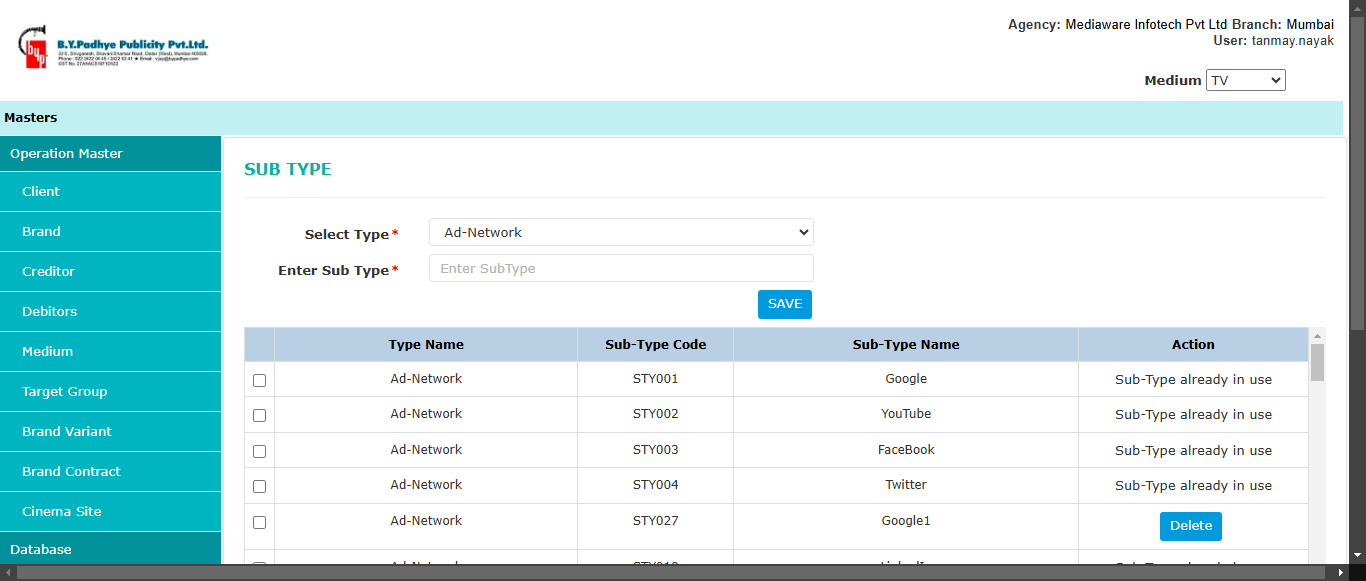 Agency: Mediaware Infotech Pvt Ltd Branch: Mumbai
User: tanmay.nayak
B.Y.Padhye Publicity Pvt.Ltd.
Medium TV
Masters
Operation Master
Client
Brand
Creditor
Debitors
Medium
Target Group
Brand Variant
Brand Contract
Cinema Site
Database
SUB TYPE
Select Type* Ad-Network
Enter Sub Type* Enter SubType
SAVE
Type Name Sub-Type Code Sub-Type Name Action
Ad-Network STY001 Google Sub-Type already in use
Ad-Network STY002 YouTube Sub-Type already in use
Ad-Network STY003 FaceBook Sub-Type already in use
Ad-Network STY004 Twitter Sub-Type already in use
Ad-Network STY027 Google1 Delete